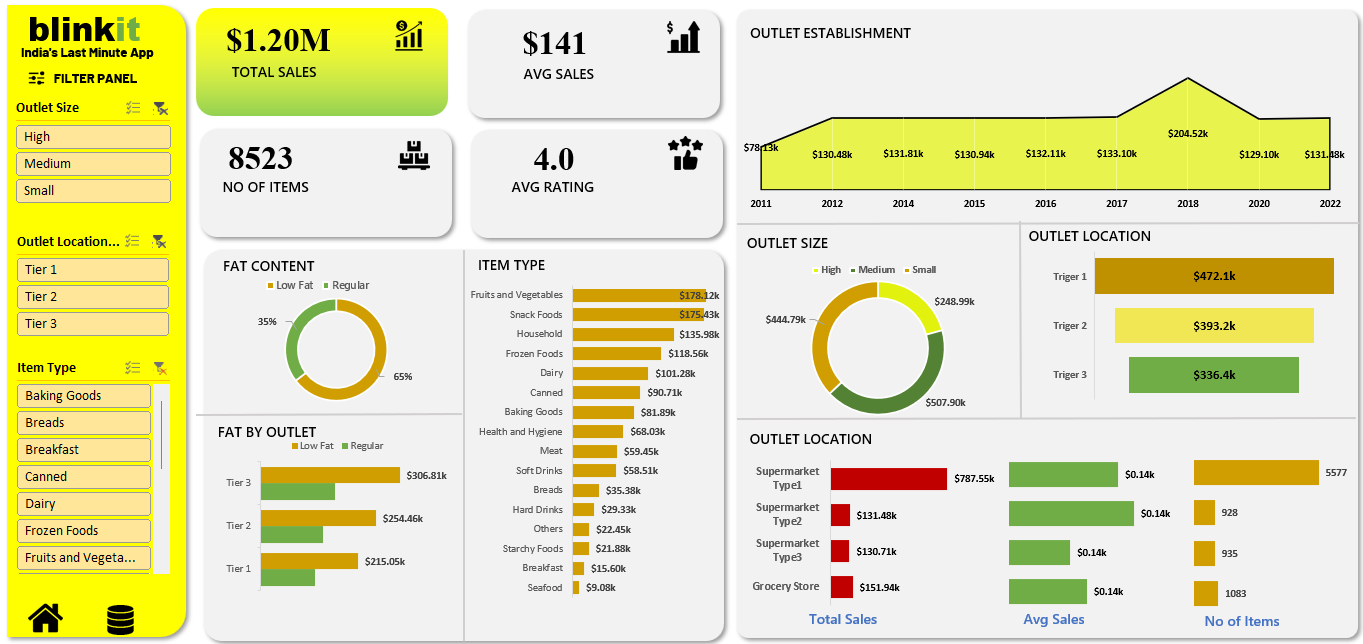 blinkit
India's Last Minute App
FILTER PANEL
Outlet Size
High
Medium
Small
Outlet Location...
Tier 1
Tier 2
Tier 3
Item Type
Baking Goods
Breads
Breakfast
Canned
Dairy
Frozen Foods
Fruits and Vegeta...
$1.20M
TOTAL SALES
$
$141
AVG SALES
$
8523
NO OF ITEMS
4.0
AVG RATING
FAT CONTENT
Low Fat Regular
35%
65%
FAT BY OUTLET
Low Fat Regular
Tier 3 $306.81k
Tier 2 $254.46k
Tier 1 $215.05k
ITEM TYPE
Fruits and Vegetables $178.12k
Snack Foods $175.43k
Household $135.98k
Frozen Foods $118.56k
Dairy $101.28k
Canned $90.71k
Baking Goods $81.89k
Health and Hygiene $68.03k
Meat $59.45k
Soft Drinks $58.51k
Breads $35.38k
Hard Drinks $29.33k
Others $22.45k
Starchy Foods $21.88k
Breakfast $15.60k
Seafood $9.08k
OUTLET ESTABLISHMENT
$78.13k $130.48k $131.81k $130.94k $132.11k $133.10k $204.52k $129.10k $131.48k
2011 2012 2014 2015 2016 2017 2018 2020 2022
OUTLET SIZE
High Medium Small
$248.99k
$444.79k
$507.90k
OUTLET LOCATION
Triger 1 $472.1k
Triger 2 $393.2k
Triger 3 $336.4k
OUTLET LOCATION
Supermarket
Type1
$787.55k $0.14k 5577
Supermarket
Type2
$131.48k $0.14k 928
Supermarket
Type3
$130.71k $0.14k 935
Grocery Store $151.94k $0.14k 1083
Total Sales Avg Sales No of Items